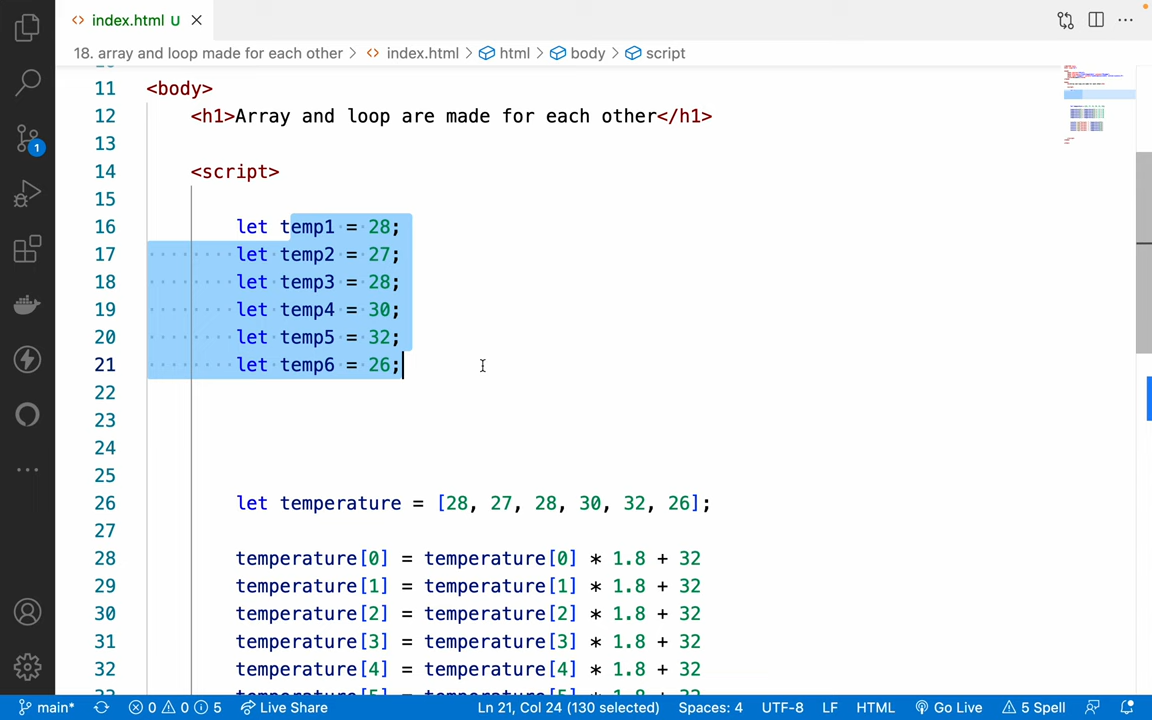 index.html U
18. array and loop made for each other > index.html > html > body > script
11 <body>
12 <h1>Array and loop are made for each other</h1>
13
14 <script>
15
16 let temp1 = 28;
17 let temp2 = 27;
18 let temp3 = 28;
19 let temp4 = 30;
20 let temp5 = 32;
21 let temp6 = 26;
22
23
24
25
26 let temperature = [28, 27, 28, 30, 32, 26];
27
28 temperature[0] = temperature[0] * 1.8 + 32
29 temperature[1] = temperature[1] * 1.8 + 32
30 temperature[2] = temperature[2] * 1.8 + 32
31 temperature[3] = temperature[3] * 1.8 + 32
32 temperature[4] = temperature[4] * 1.8 + 32
1
main* 0 0 5 Live Share Ln 21, Col 24 (130 selected) Spaces: 4 UTF-8 LF HTML Go Live 5 Spell